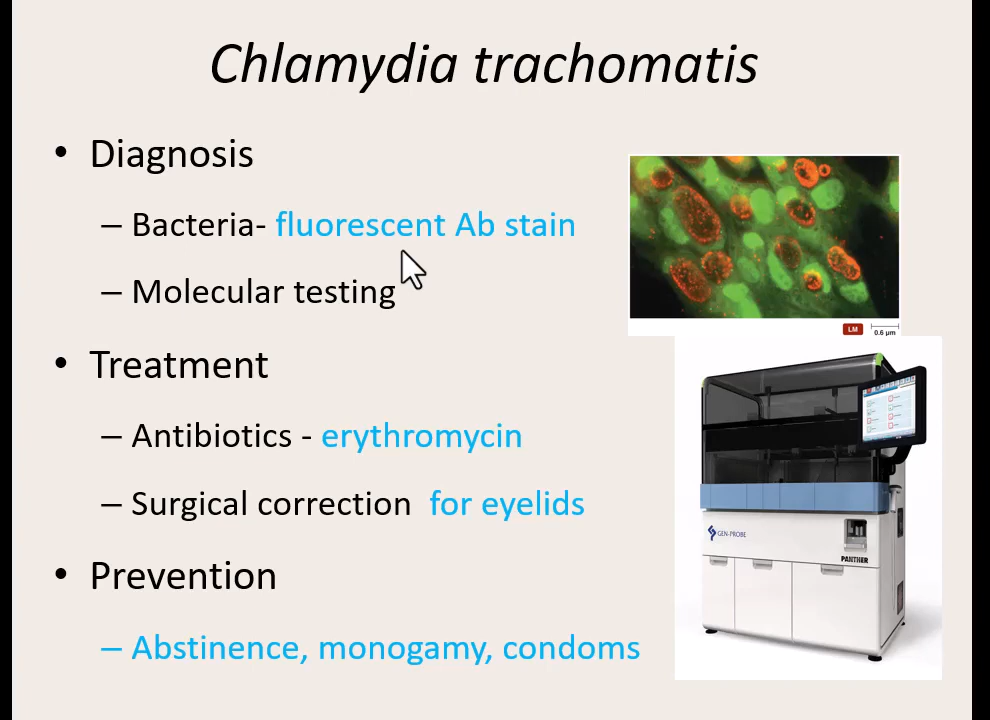 Chlamydia trachomatis
• Diagnosis
– Bacteria- fluorescent Ab stain
– Molecular testing
• Treatment
– Antibiotics - erythromycin
– Surgical correction for eyelids
• Prevention
– Abstinence, monogamy, condoms
LM
0.6 µm
GEN-PROBE
PANTHER